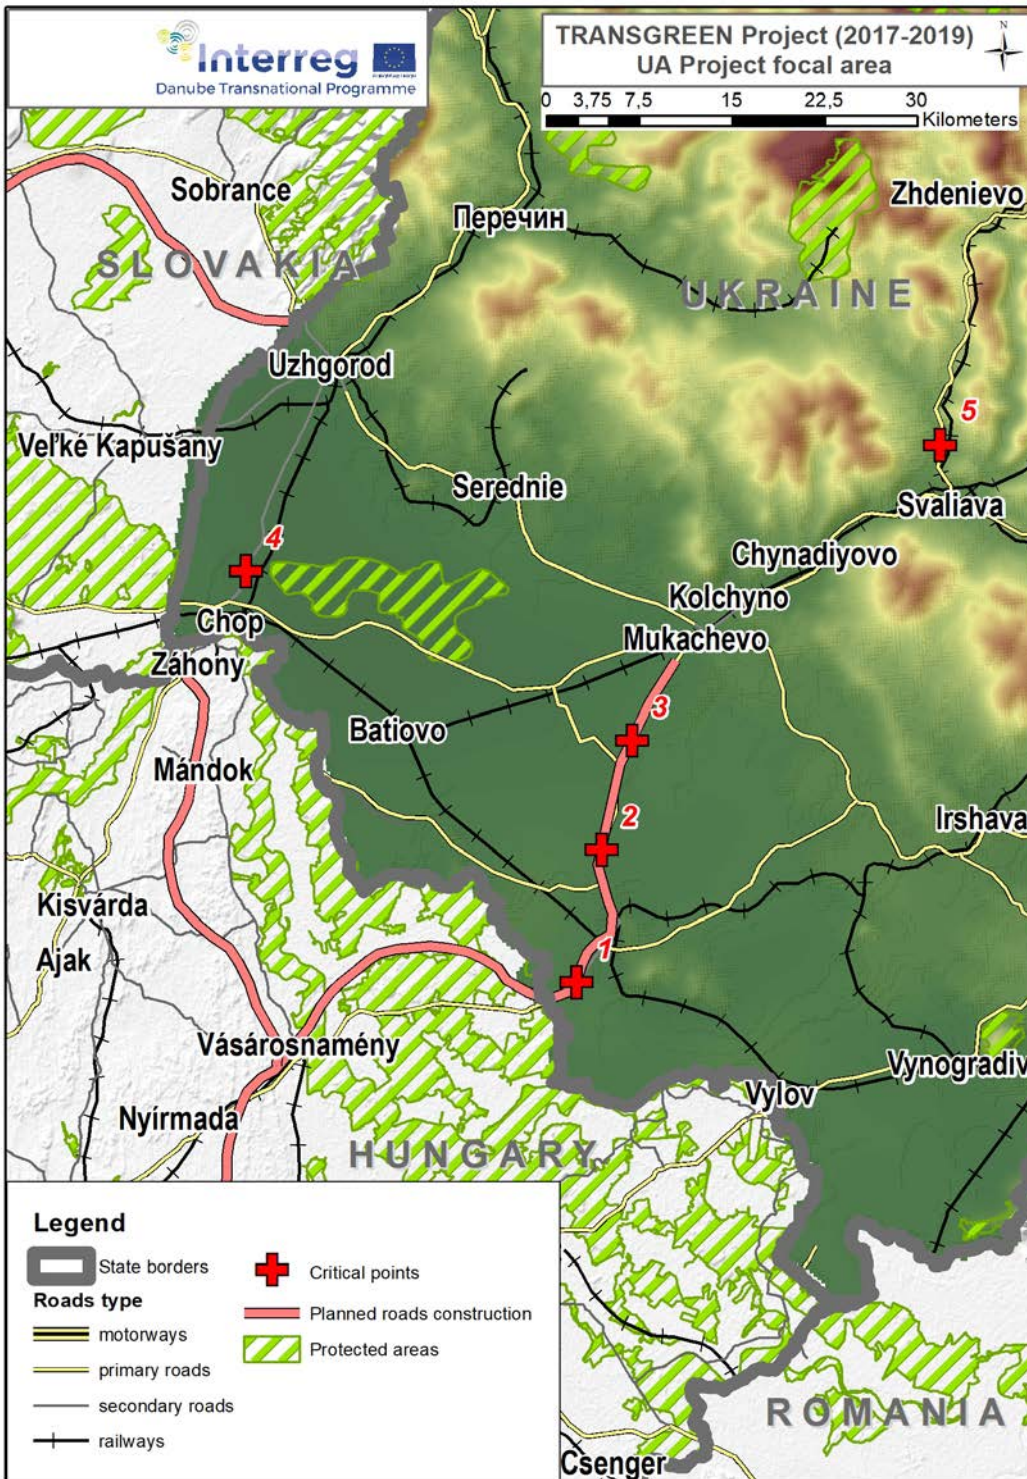 Interreg
Danube Transnational Programme
TRANSGREEN Project (2017-2019)
UA Project focal area
N
0 3,75 7,5 15 22,5 30
Kilometers
Sobrance
Перечин
Zhdenievo
SLOVAKIA
UKRAINE
Uzhgorod
5
Veľké Kapušany
Serednie
Svaliava
4
Chynadiyovo
Kolchyno
Chop
Mukachevo
Záhony
3
Batiovo
Mándok
2
Irshava
Kisvárda
1
Ajak
Vásárosnamény
Vynogradiv
Vylov
Nyírmada
HUNGARY
Legend
State borders
Critical points
Roads type
Planned roads construction
motorways
Protected areas
primary roads
secondary roads
railways
ROMANIA
Csenger